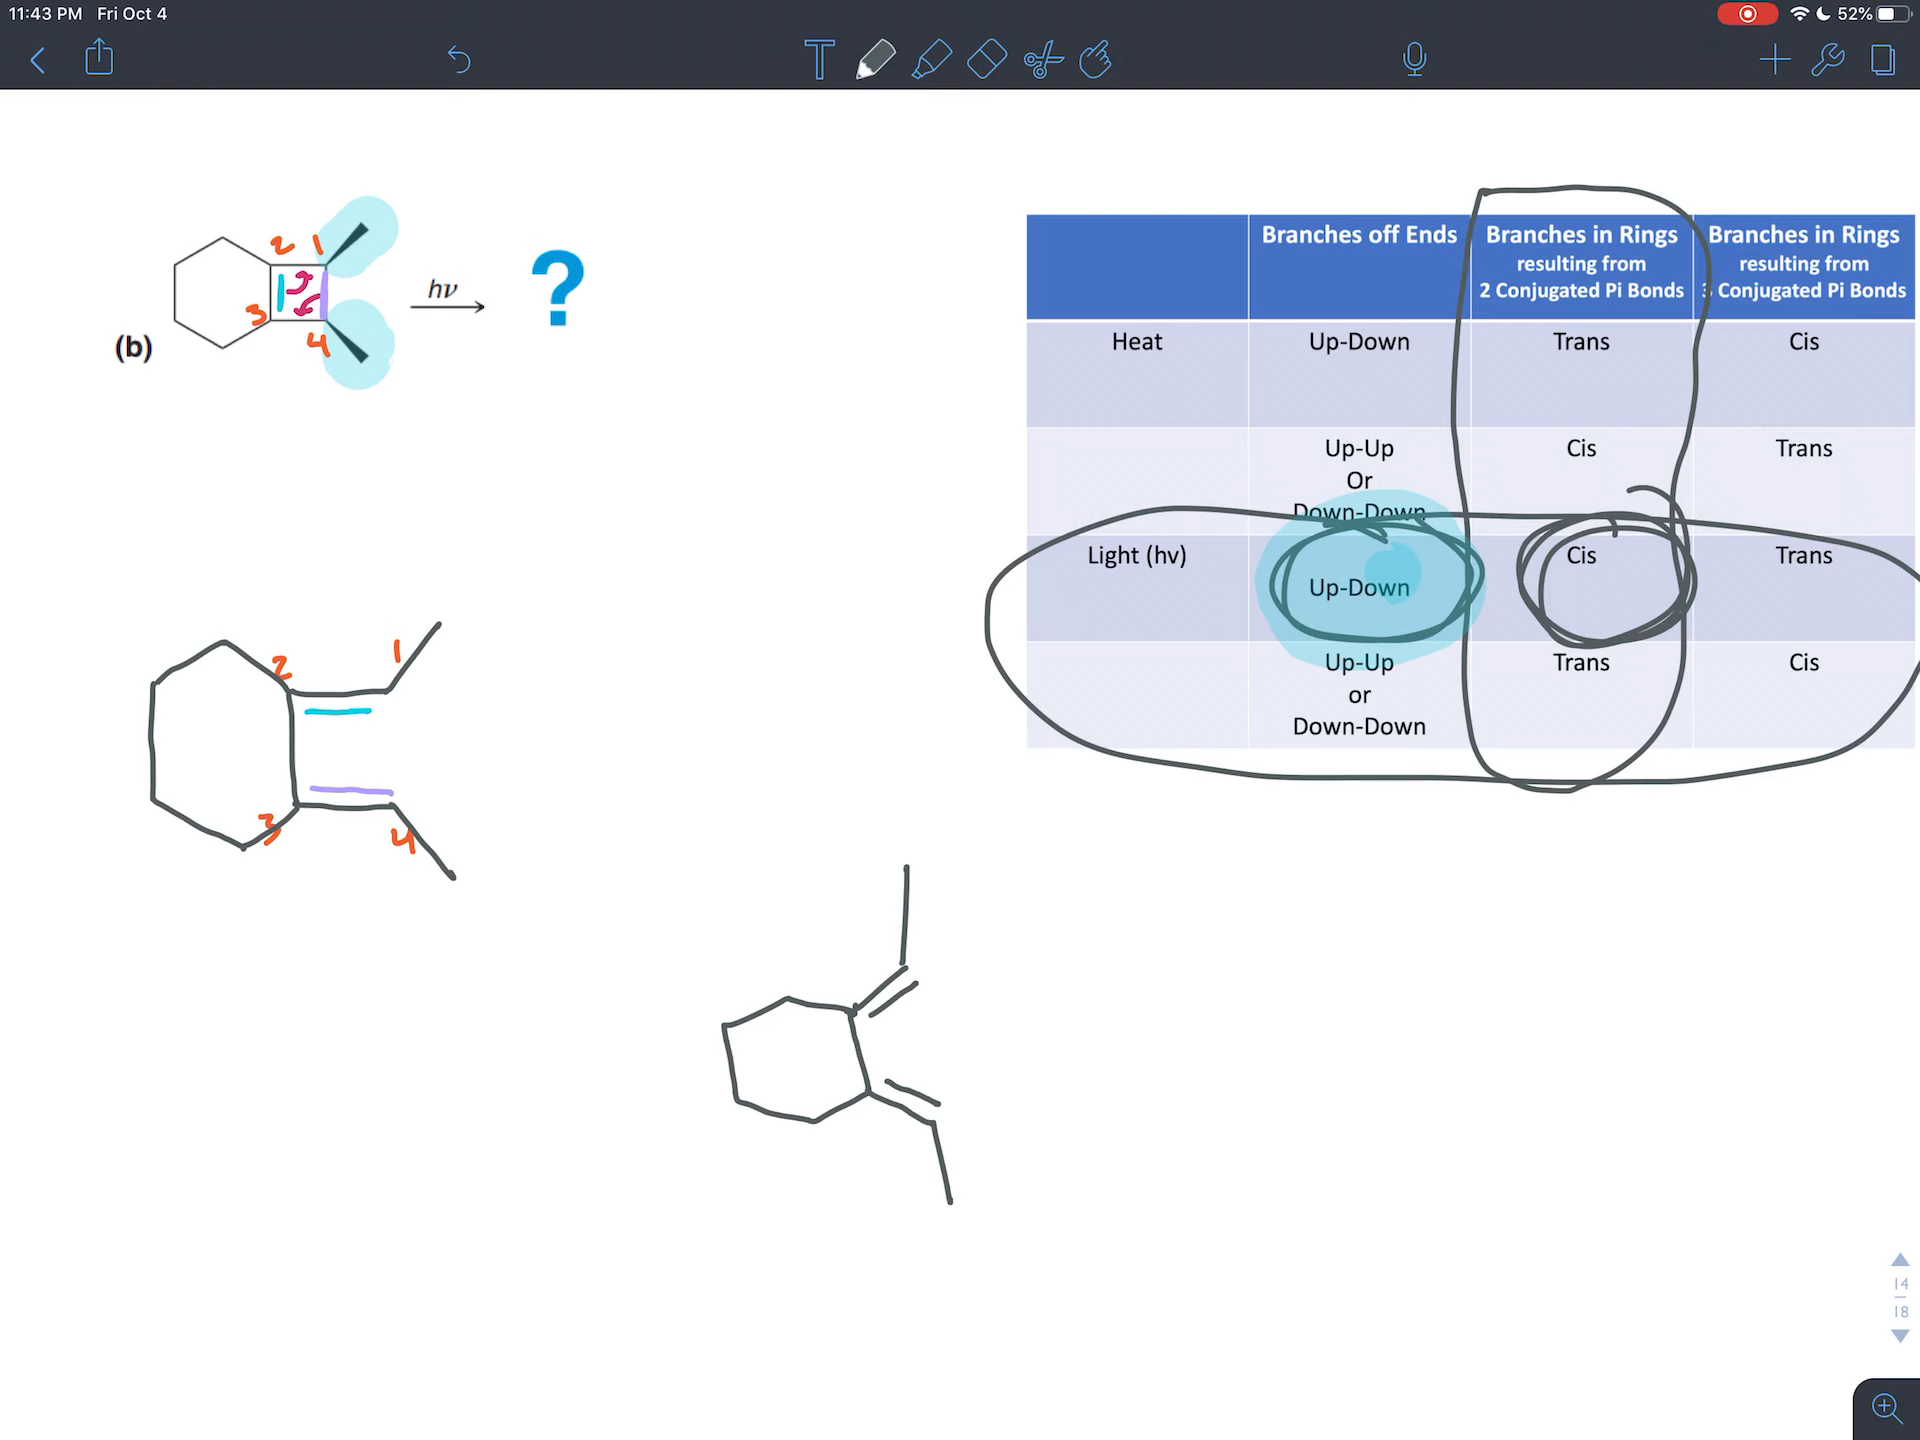 11:43 PM Fri Oct 4
52%
T
2 1
3 4
hν
?
(b)
Branches off Ends
Branches in Rings
resulting from
2 Conjugated Pi Bonds
Branches in Rings
resulting from
3 Conjugated Pi Bonds
Heat
Up-Down
Trans
Cis
Up-Up
Or
Down-Down
Cis
Trans
Light (hv)
Up-Down
Cis
Trans
Up-Up
or
Down-Down
Trans
Cis
2 1
3 4
14
18